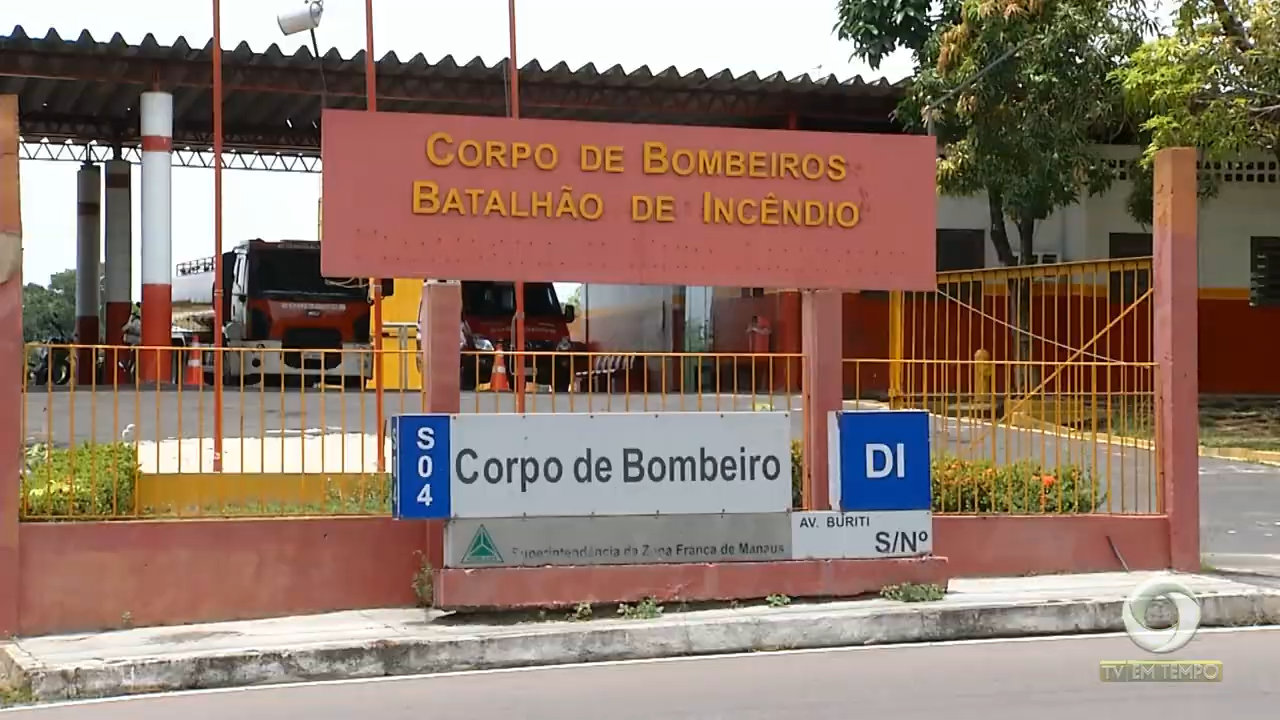 CORPO DE BOMBEIROS
BATALHÃO DE INCÊNDIO
BOMBEIROS
S04
Corpo de Bombeiro
DI
Superintendência da Zona Franca de Manaus
AV. BURITI
S/Nº
TV EM TEMPO